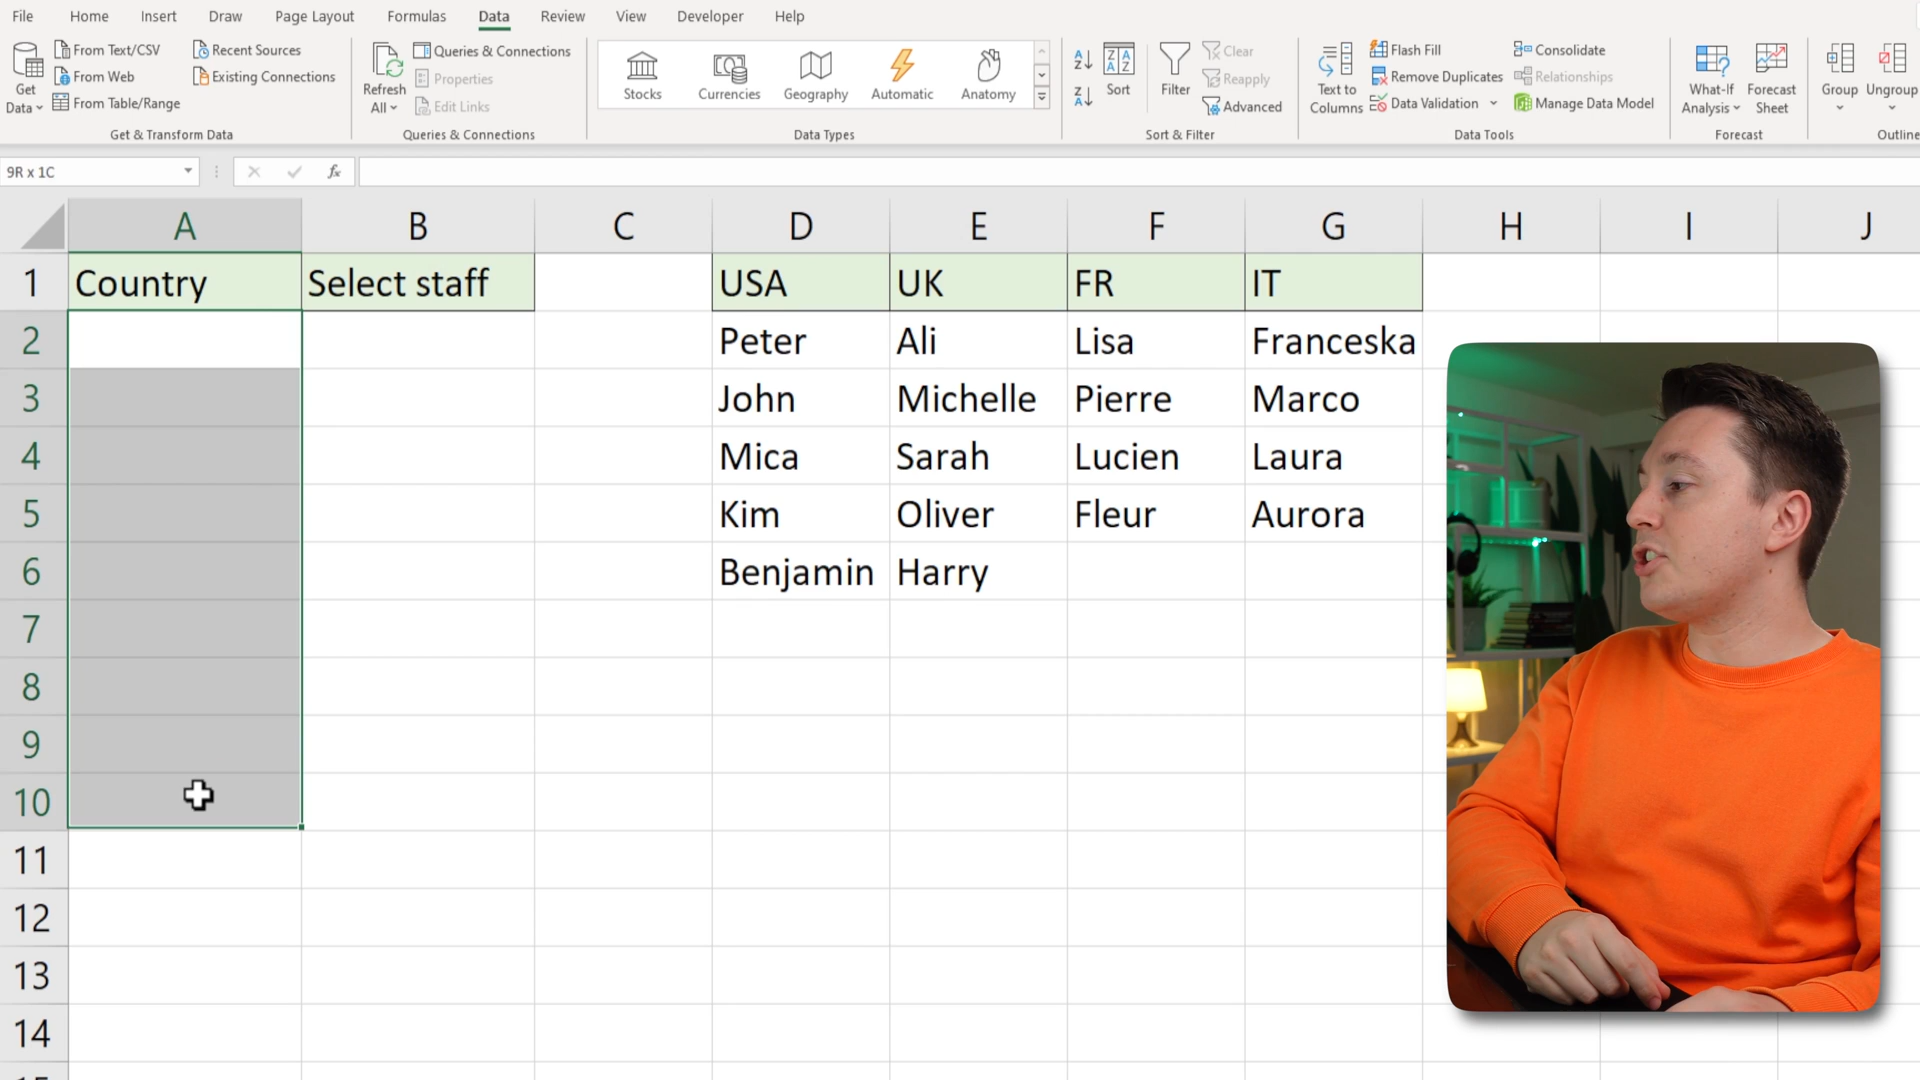 File Home Insert Draw Page Layout Formulas Data Review View Developer Help
Get Data
From Text/CSV
From Web
From Table/Range
Recent Sources
Existing Connections
Get & Transform Data
Refresh All
Queries & Connections
Properties
Edit Links
Queries & Connections
Stocks
Currencies
Geography
Automatic
Anatomy
Data Types
Sort
Filter
Clear
Reapply
Advanced
Sort & Filter
Text to Columns
Flash Fill
Remove Duplicates
Data Validation
Consolidate
Relationships
Manage Data Model
Data Tools
What-If Analysis
Forecast Sheet
Forecast
Group
Ungroup
Outline
9R x 1C
fx
A B C D E F G H I J
1 Country Select staff USA UK FR IT
2 Peter Ali Lisa Franceska
3 John Michelle Pierre Marco
4 Mica Sarah Lucien Laura
5 Kim Oliver Fleur Aurora
6 Benjamin Harry
7
8
9
10
11
12
13
14